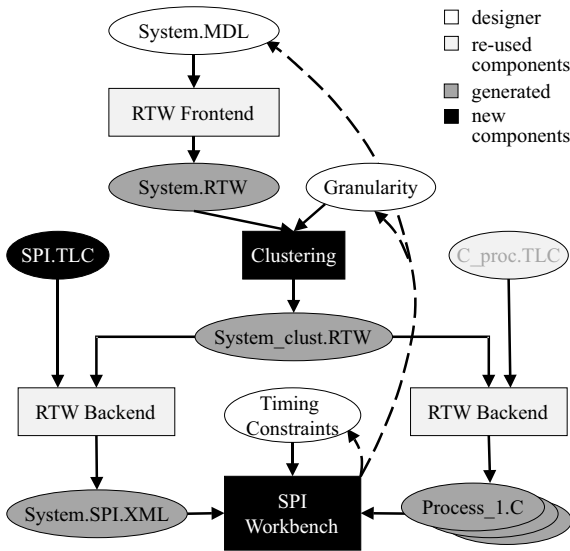 System.MDL
designer
re-used
components
generated
new
components
RTW Frontend
System.RTW
Granularity
SPI.TLC
Clustering
C_proc.TLC
System_clust.RTW
RTW Backend
Timing
Constraints
RTW Backend
System.SPI.XML
SPI
Workbench
Process_1.C